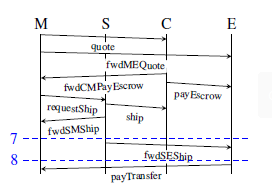 M S C E
quote
fwdMEQuote
fwdCMPayEscrow
payEscrow
requestShip
ship
fwdSMShip
7
fwdSEShip
8
payTransfer